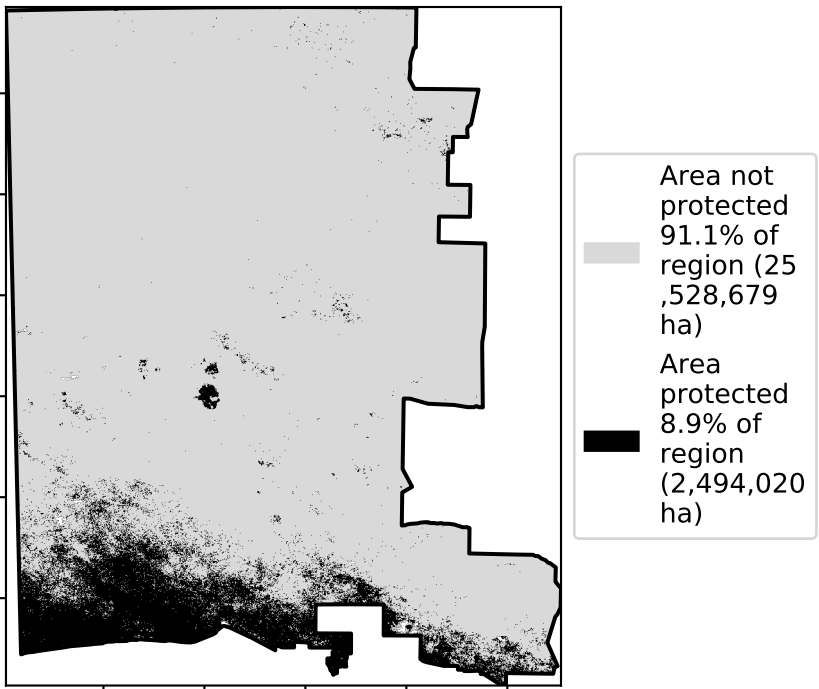 Area not
protected
91.1% of
region (25
,528,679
ha)
Area
protected
8.9% of
region
(2,494,020
ha)